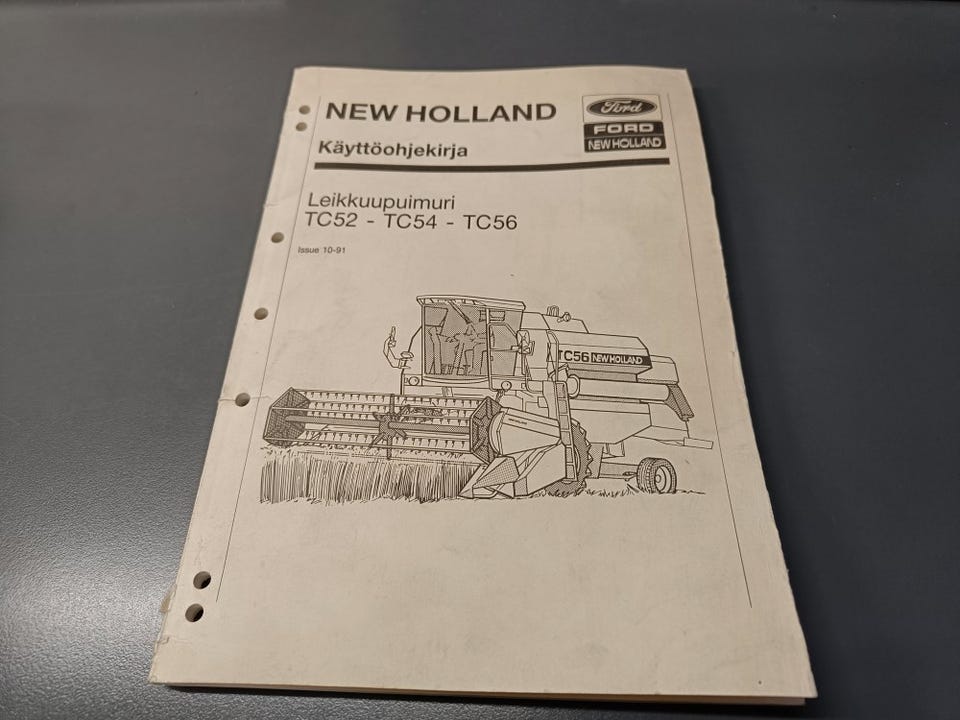 NEW HOLLAND
Ford
FORD
NEW HOLLAND
Käyttöohjekirja
Leikkuupuimuri
TC52 - TC54 - TC56
Issue 10-91
TC56 NEW HOLLAND